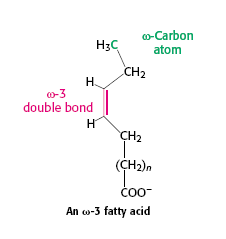 H₃C
ω-Carbon
atom
CH₂
H
ω-3
double bond
H
CH₂
(CH₂)ₙ
COO⁻
An ω-3 fatty acid